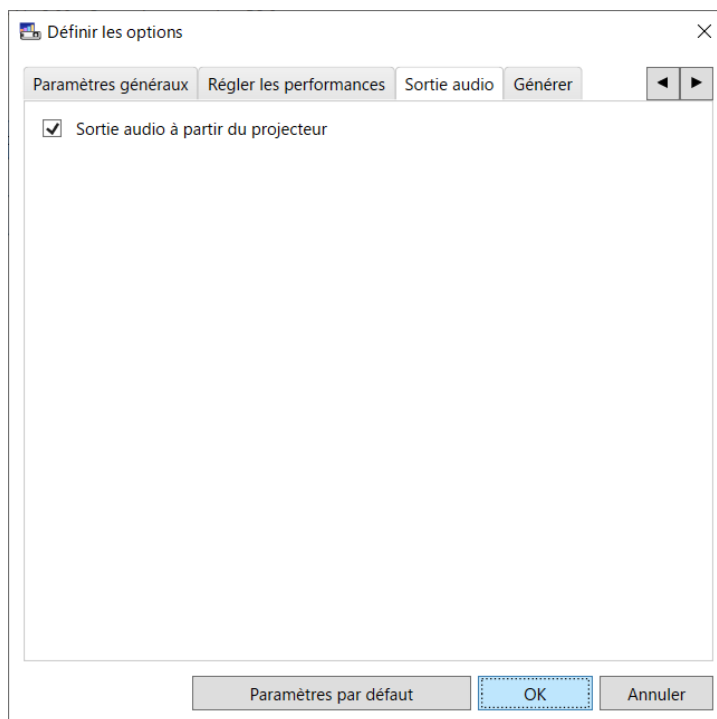 Définir les options
Paramètres généraux Régler les performances Sortie audio Générer
Sortie audio à partir du projecteur
Paramètres par défaut OK Annuler